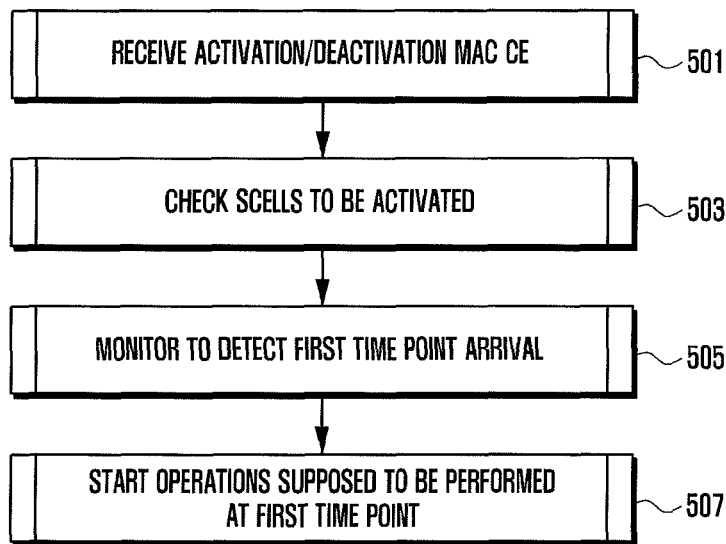 RECEIVE ACTIVATION/DEACTIVATION MAC CE
501
CHECK SCELLS TO BE ACTIVATED
503
MONITOR TO DETECT FIRST TIME POINT ARRIVAL
505
START OPERATIONS SUPPOSED TO BE PERFORMED
AT FIRST TIME POINT
507